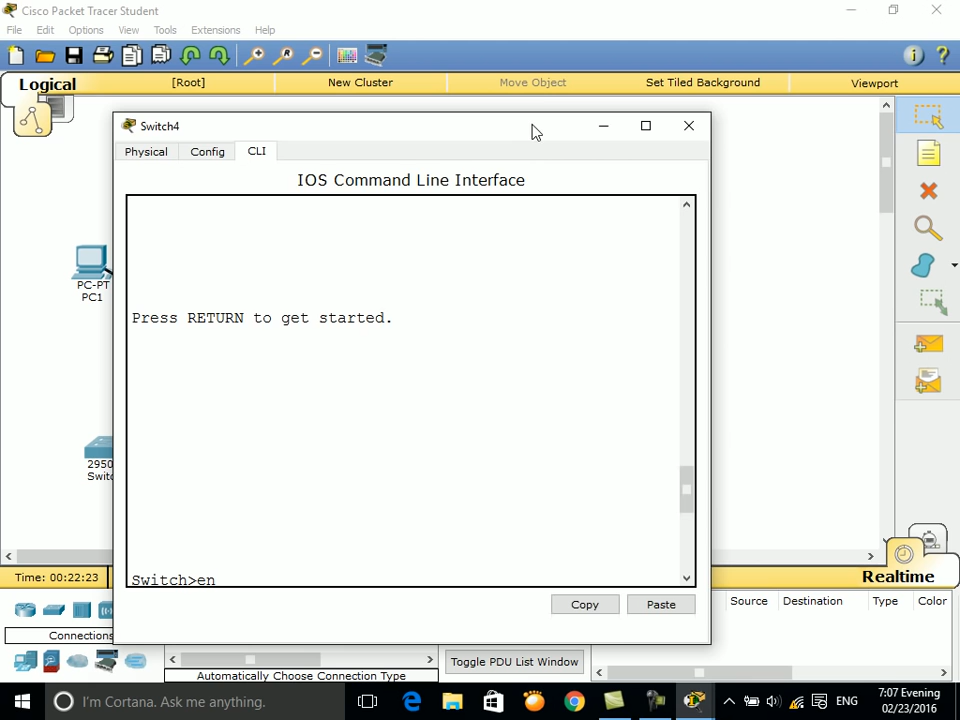 Cisco Packet Tracer Student
File Edit Options View Tools Extensions Help
Logical [Root] New Cluster Move Object Set Tiled Background Viewport
Switch4
Physical Config CLI
IOS Command Line Interface
Press RETURN to get started.
PC-PT
PC1
2950
Switc
Switch>en
Copy Paste
Time: 00:22:23
Realtime
Source Destination Type Color
Connections
Toggle PDU List Window
Automatically Choose Connection Type
I'm Cortana. Ask me anything.
ENG
7:07 Evening
02/23/2016